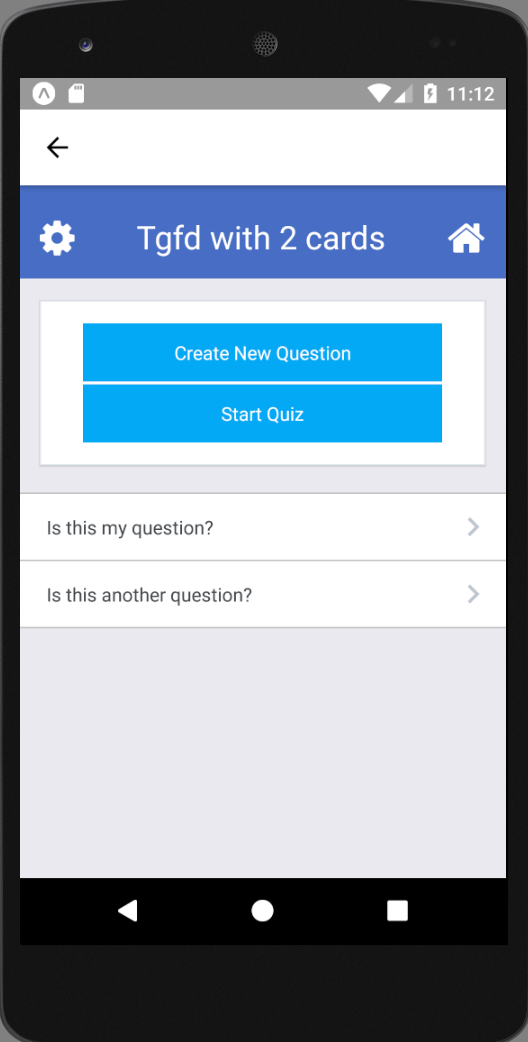 11:12
Tgfd with 2 cards
Create New Question
Start Quiz
Is this my question?
Is this another question?